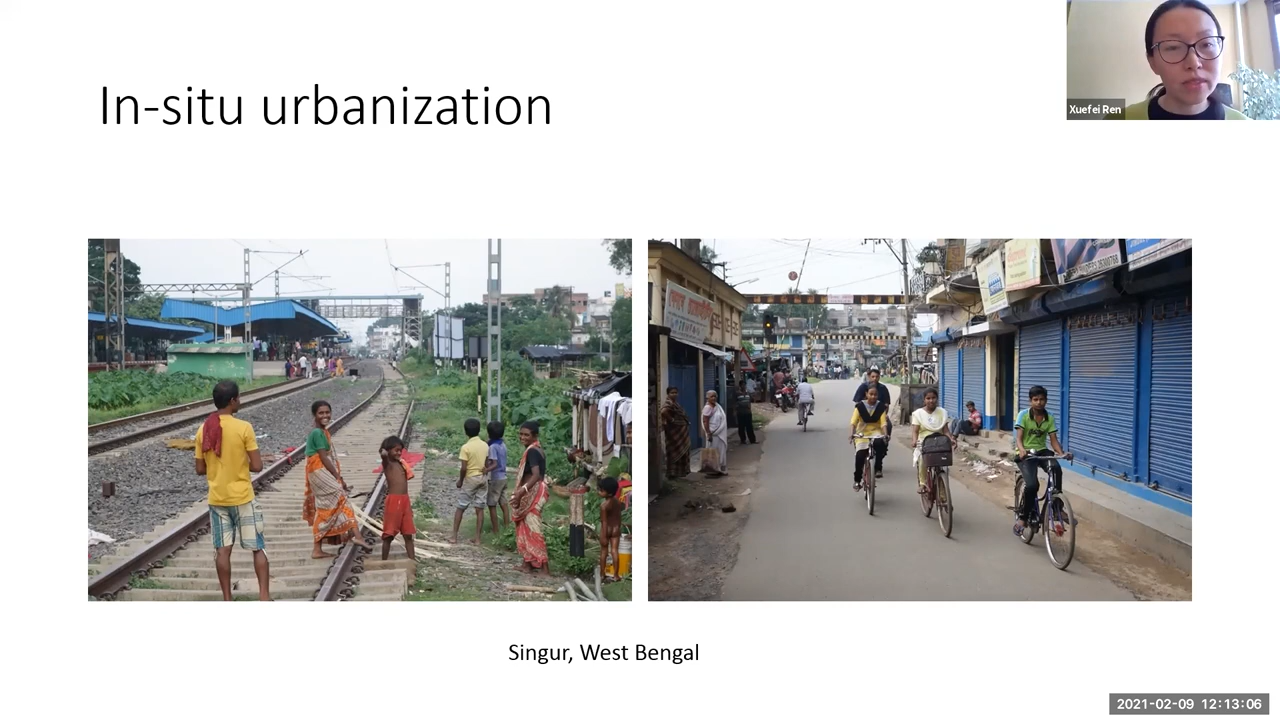 In-situ urbanization
Xuefei Ren
Singur, West Bengal
2021-02-09 12:13:06